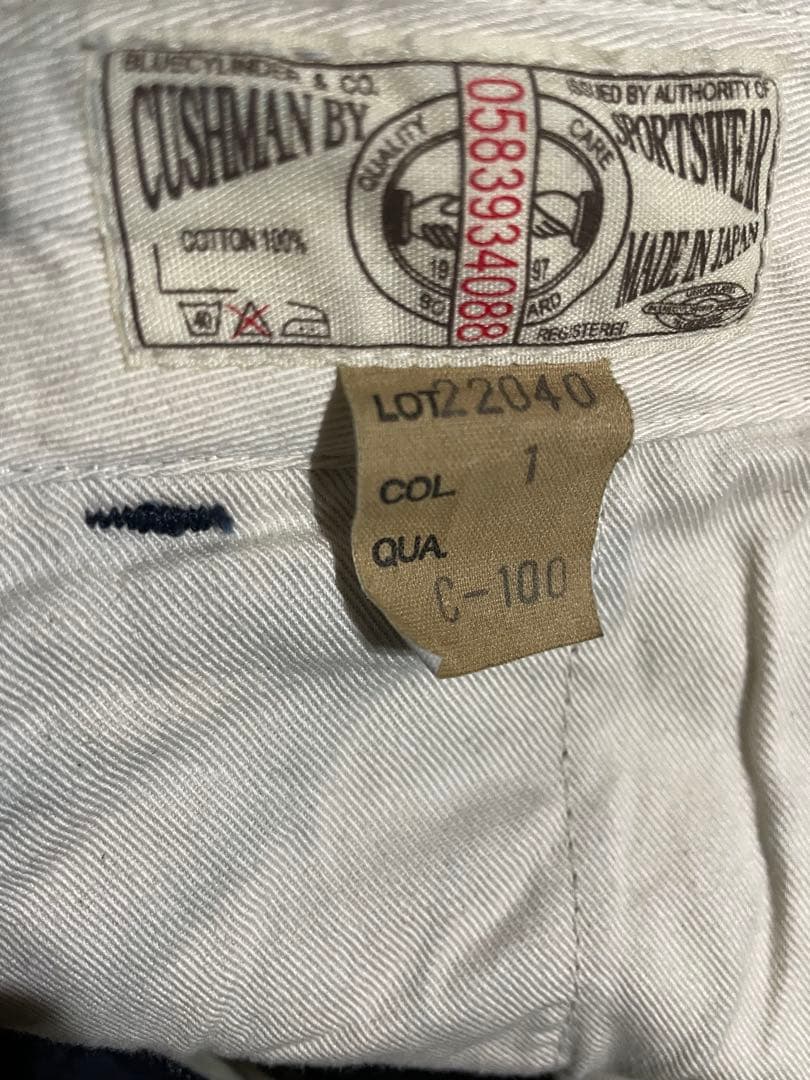 BLUECYLINDER & CO.
ISSUED BY AUTHORITY OF
CUSHMAN BY
SPORTSWEAR
QUALITY
CARE
COTTON 100%
MADE IN JAPAN
0583934088
19 97
40
REGISTERED
LOT 22040
COL 1
QUA.
C-100